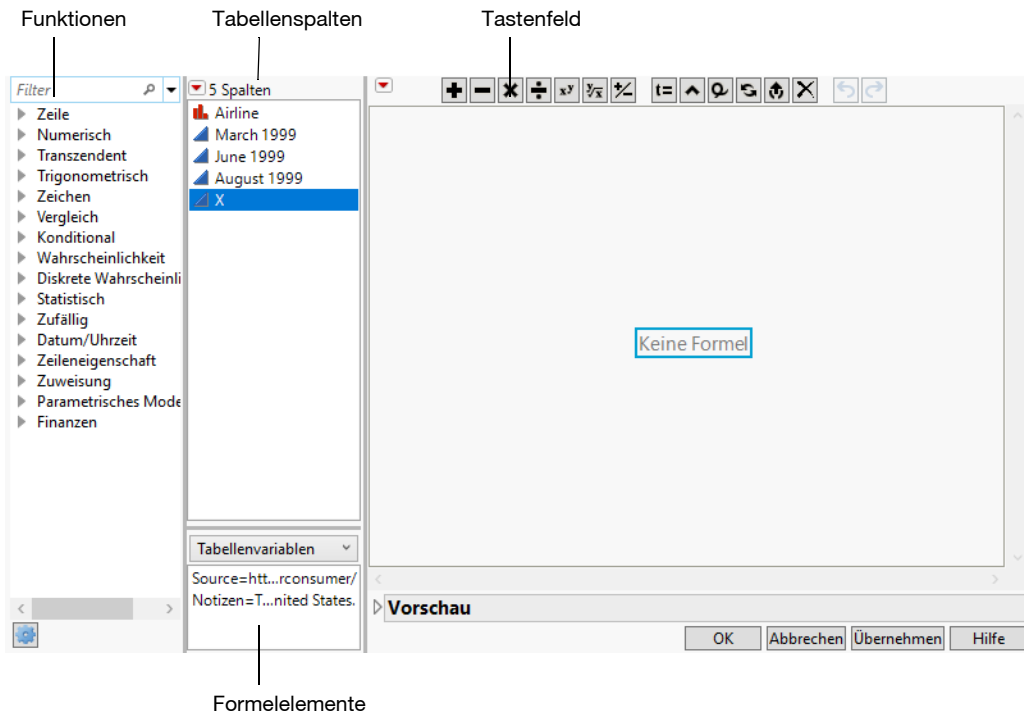 Funktionen
Tabellenspalten
Tastenfeld
Filter
Zeile
Numerisch
Transzendent
Trigonometrisch
Zeichen
Vergleich
Konditional
Wahrscheinlichkeit
Diskrete Wahrscheinli
Statistisch
Zufällig
Datum/Uhrzeit
Zeileneigenschaft
Zuweisung
Parametrisches Mode
Finanzen
5 Spalten
Airline
March 1999
June 1999
August 1999
X
Tabellenvariablen
Source=htt...rconsumer/
Notizen=T...nited States.
t=
Keine Formel
Vorschau
OK Abbrechen Übernehmen Hilfe
Formelelemente